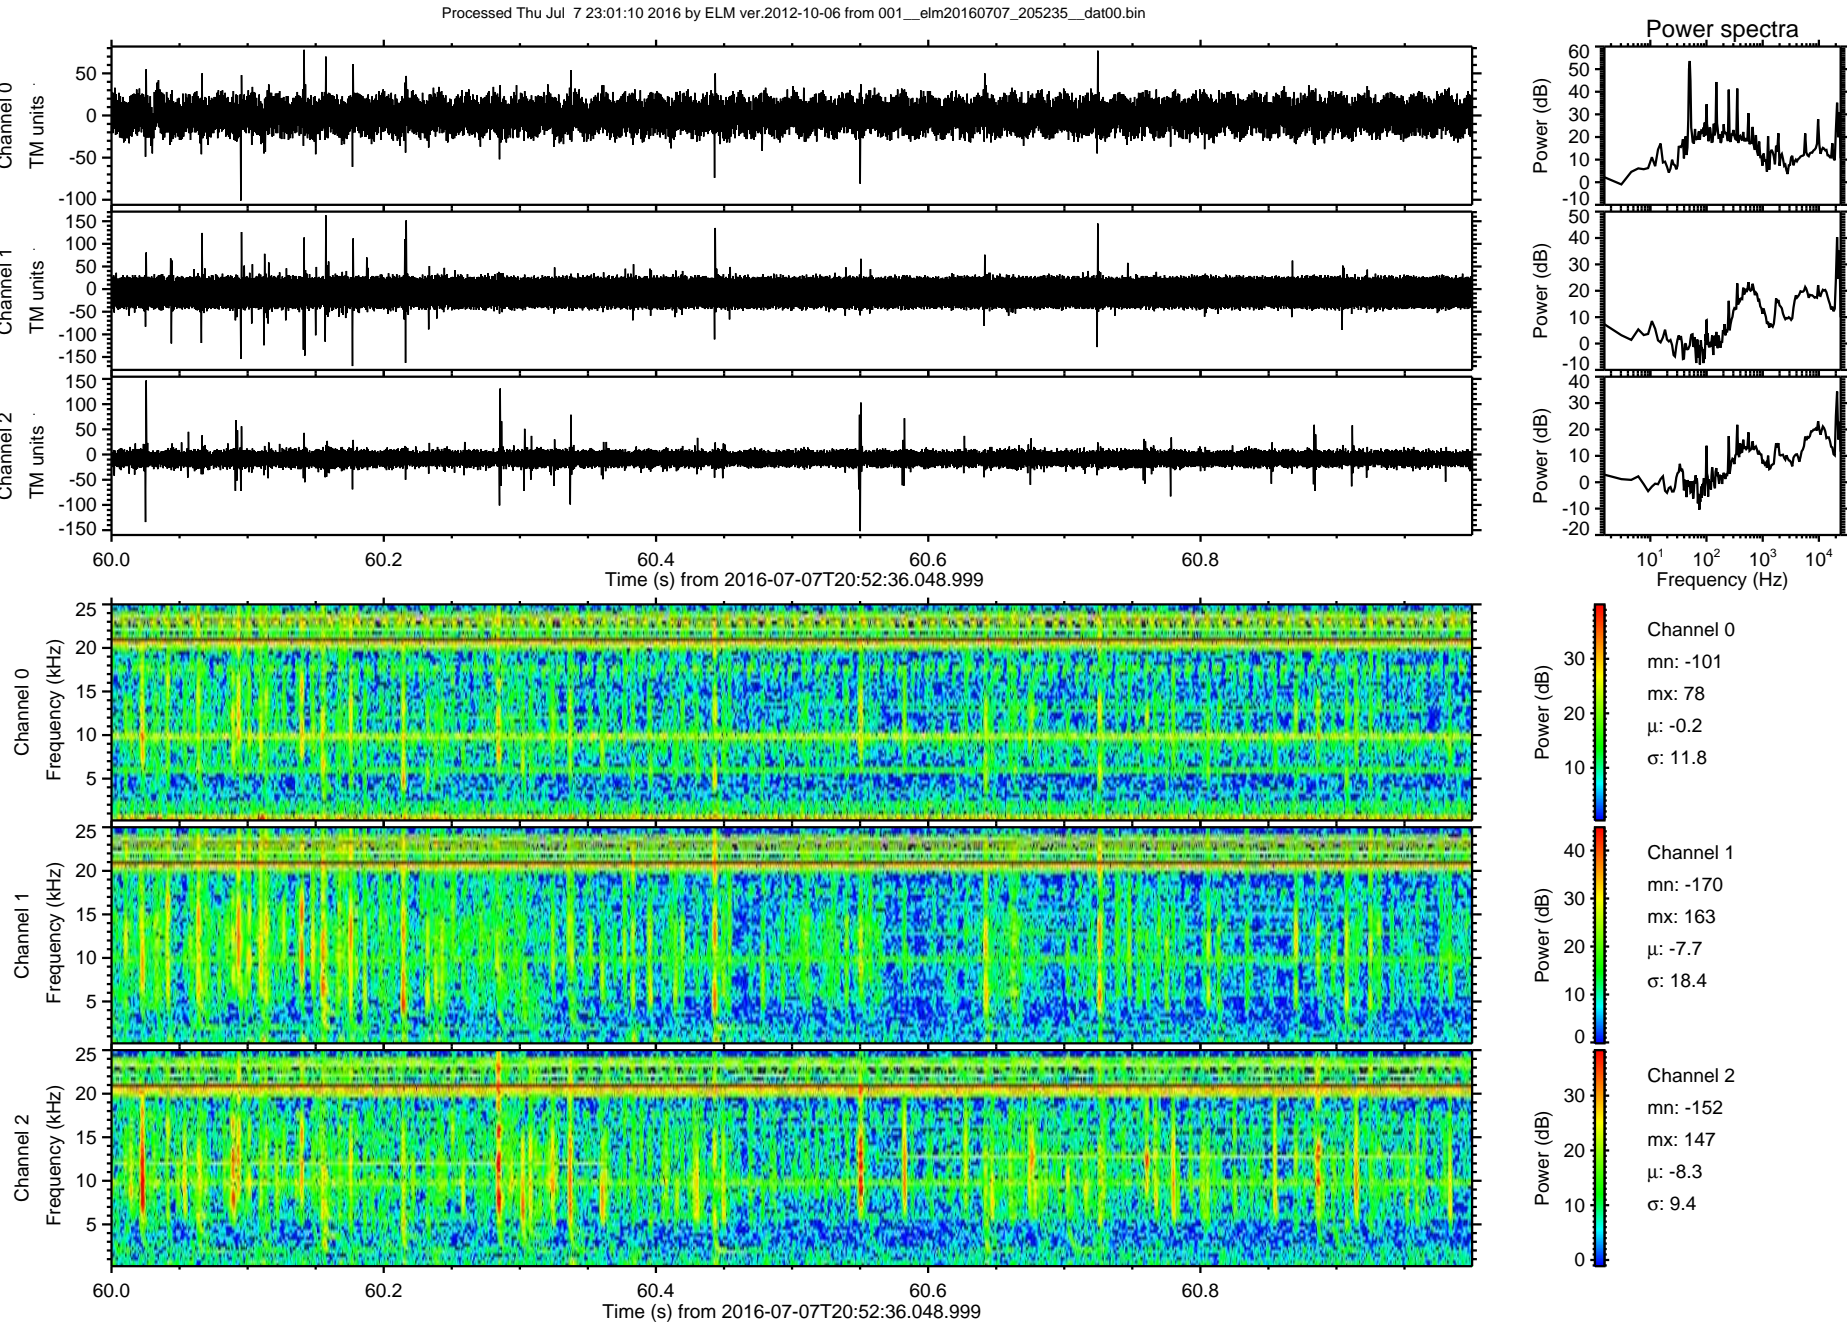 Processed Thu Jul  7 23:01:10 2016 by ELM ver.2012-10-06 from 001__elm20160707_205235__dat00.bin
Power spectra
Channel 0
TM units
50
0
-50
-100
Power (dB)
60
50
40
30
20
10
0
-10
Channel 1
TM units
150
100
50
0
-50
-100
-150
Power (dB)
50
40
30
20
10
0
-10
Channel 2
TM units
150
100
50
0
-50
-100
-150
Power (dB)
40
30
20
10
0
-10
-20
60.0 60.2 60.4 60.6 60.8
Time (s) from 2016-07-07T20:52:36.048.999
10¹ 10² 10³ 10⁴
Frequency (Hz)
Channel 0
Frequency (kHz)
25
20
15
10
5
Power (dB)
30
20
10
Channel 0
mn: -101
mx: 78
µ: -0.2
σ: 11.8
Channel 1
Frequency (kHz)
25
20
15
10
5
Power (dB)
40
30
20
10
0
Channel 1
mn: -170
mx: 163
µ: -7.7
σ: 18.4
Channel 2
Frequency (kHz)
25
20
15
10
5
Power (dB)
30
20
10
0
Channel 2
mn: -152
mx: 147
µ: -8.3
σ: 9.4
60.0 60.2 60.4 60.6 60.8
Time (s) from 2016-07-07T20:52:36.048.999